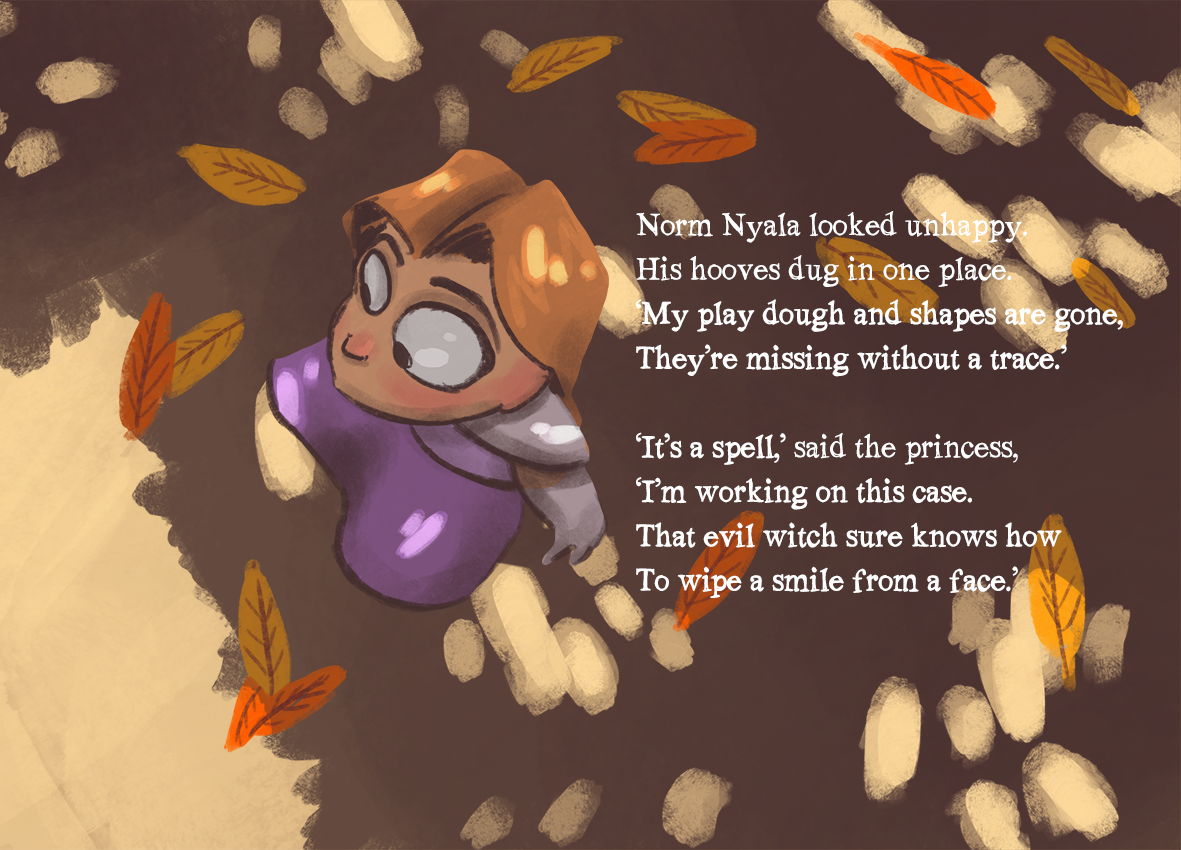 Norm Nyala looked unhappy.
His hooves dug in one place.
‘My play dough and shapes are gone,
They’re missing without a trace.’
‘It’s a spell,’ said the princess,
‘I’m working on this case.
That evil witch sure knows how
To wipe a smile from a face.’